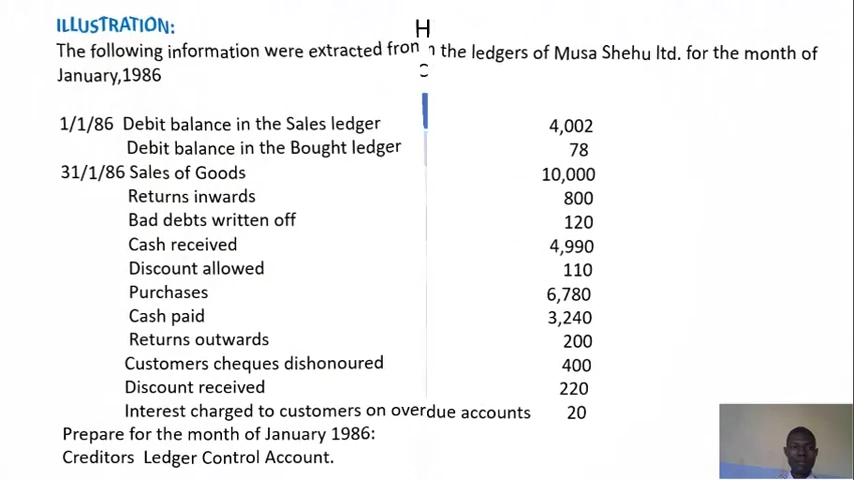 ILLUSTRATION:
H
The following information were extracted from the ledgers of Musa Shehu ltd. for the month of
January,1986
1/1/86 Debit balance in the Sales ledger 4,002
Debit balance in the Bought ledger 78
31/1/86 Sales of Goods 10,000
Returns inwards 800
Bad debts written off 120
Cash received 4,990
Discount allowed 110
Purchases 6,780
Cash paid 3,240
Returns outwards 200
Customers cheques dishonoured 400
Discount received 220
Interest charged to customers on overdue accounts 20
Prepare for the month of January 1986:
Creditors Ledger Control Account.